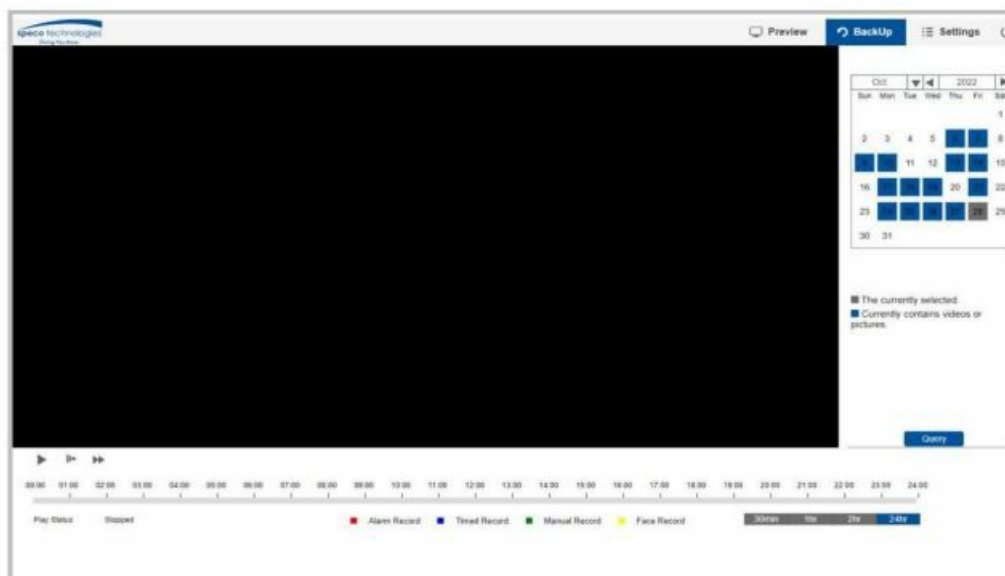 speco technologies
Preview
BackUp
Settings
Oct
2022
Sun Mon Tue Wed Thu Fri Sat
1
2 3 4 5 8
11 12 15
16 20 22
23 28 29
30 31
The currently selected.
Currently contains videos or
pictures.
Query
00:00 01:00 02:00 03:00 04:00 05:00 06:00 07:00 08:00 09:00 10:00 11:00 12:00 13:00 14:00 15:00 16:00 17:00 18:00 19:00 20:00 21:00 22:00 23:00 24:00
Play Status Stopped
Alarm Record Timed Record Manual Record Face Record
30min 1hr 2hr 24hr